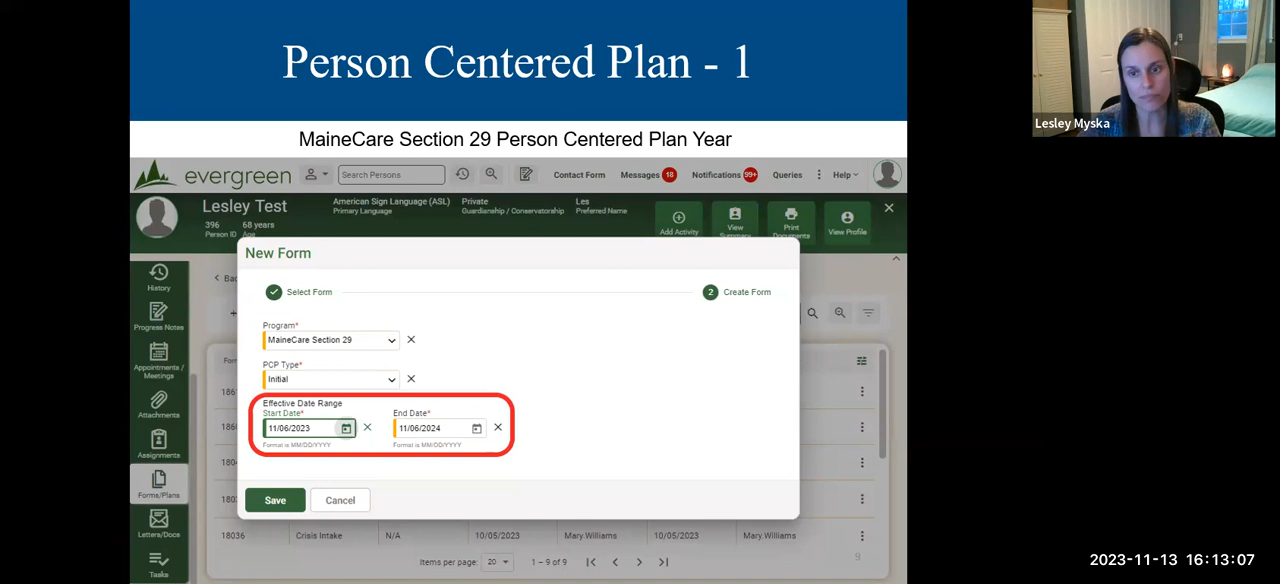 Person Centered Plan - 1
Lesley Myska
MaineCare Section 29 Person Centered Plan Year
evergreen
Search Persons
Contact Form
Messages 18
Notifications 99+
Queries
Help
Lesley Test
396
Person ID
68 years
Age
American Sign Language (ASL)
Primary Language
Private
Guardianship / Conservatorship
Les
Preferred Name
Add Activity
View
Summary
Print
Documents
View Profile
History
Progress Notes
Appointments /
Meetings
Attachments
Assignments
Forms/Plans
Letters/Docs
Tasks
New Form
Select Form
2 Create Form
Program*
MaineCare Section 29
PCP Type*
Initial
Effective Date Range
Start Date*
11/06/2023
Format is MM/DD/YYYY
End Date*
11/06/2024
Format is MM/DD/YYYY
Save
Cancel
18036 Crisis Intake N/A 10/05/2023 Mary.Williams 10/05/2023 Mary.Williams
Items per page: 20 1 – 9 of 9
9
2023-11-13 16:13:07